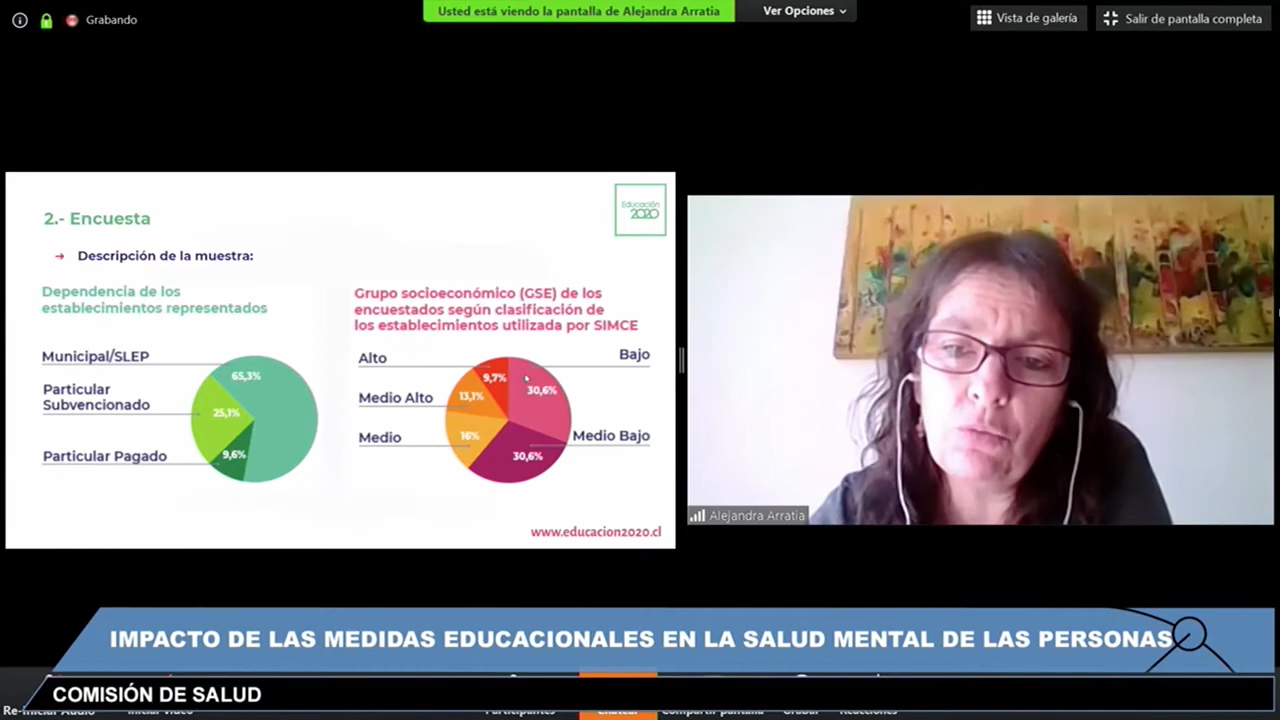 Grabando
Usted está viendo la pantalla de Alejandra Arratia
Ver Opciones
Vista de galería
Salir de pantalla completa
2.- Encuesta
Educación
2020
→ Descripción de la muestra:
Dependencia de los
establecimientos representados
Municipal/SLEP
65,3%
Particular
Subvencionado
25,1%
Particular Pagado
9,6%
Grupo socioeconómico (GSE) de los
encuestados según clasificación de
los establecimientos utilizada por SIMCE
Alto
9,7%
Bajo
30,6%
Medio Alto
13,1%
Medio
16%
Medio Bajo
30,6%
www.educacion2020.cl
Alejandra Arratia
IMPACTO DE LAS MEDIDAS EDUCACIONALES EN LA SALUD MENTAL DE LAS PERSONAS
COMISIÓN DE SALUD